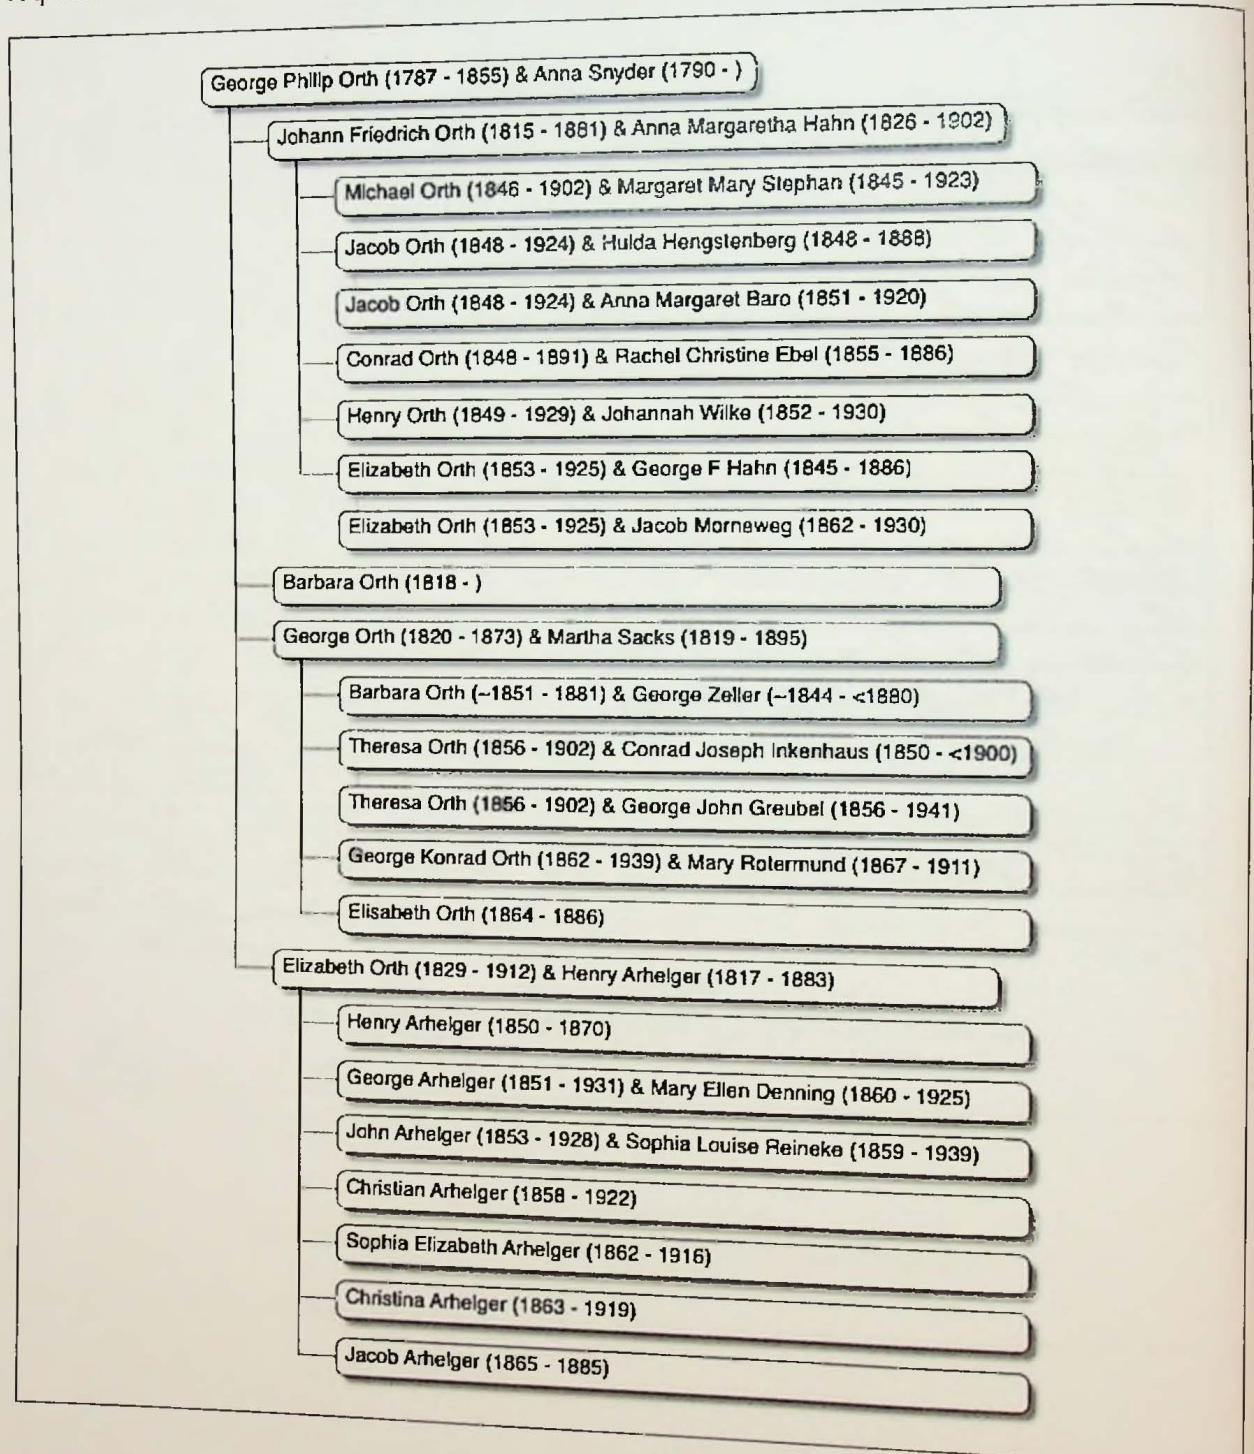 George Philip Orth (1787 - 1855) & Anna Snyder (1790 - )
Johann Friedrich Orth (1815 - 1881) & Anna Margaretha Hahn (1826 - 1902)
Michael Orth (1846 - 1902) & Margaret Mary Stephan (1845 - 1923)
Jacob Orth (1848 - 1924) & Hulda Hengstenberg (1848 - 1888)
Jacob Orth (1848 - 1924) & Anna Margaret Baro (1851 - 1920)
Conrad Orth (1848 - 1891) & Rachel Christine Ebel (1855 - 1886)
Henry Orth (1849 - 1929) & Johannah Wilke (1852 - 1930)
Elizabeth Orth (1853 - 1925) & George F Hahn (1845 - 1886)
Elizabeth Orth (1853 - 1925) & Jacob Morneweg (1862 - 1930)
Barbara Orth (1818 - )
George Orth (1820 - 1873) & Martha Sacks (1819 - 1895)
Barbara Orth (~1851 - 1881) & George Zeller (~1844 - <1880)
Theresa Orth (1856 - 1902) & Conrad Joseph Inkenhaus (1850 - <1900)
Theresa Orth (1856 - 1902) & George John Greubel (1856 - 1941)
George Konrad Orth (1862 - 1939) & Mary Rotermund (1867 - 1911)
Elisabeth Orth (1864 - 1886)
Elizabeth Orth (1829 - 1912) & Henry Arhelger (1817 - 1883)
Henry Arhelger (1850 - 1870)
George Arhelger (1851 - 1931) & Mary Ellen Denning (1860 - 1925)
John Arhelger (1853 - 1928) & Sophia Louise Reineke (1859 - 1939)
Christian Arhelger (1858 - 1922)
Sophia Elizabeth Arhelger (1862 - 1916)
Christina Arhelger (1863 - 1919)
Jacob Arhelger (1865 - 1885)